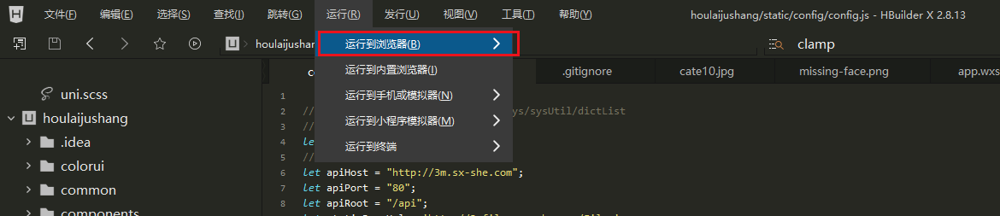 文件(F) 编辑(E) 选择(S) 查找(I) 跳转(G) 运行(R) 发行(U) 视图(V) 工具(T) 帮助(H) houlaijushang/static/config/config.js - HBuilder X 2.8.13
houlaijushang
clamp
运行到浏览器(B)
运行到内置浏览器(I)
运行到手机或模拟器(N)
运行到小程序模拟器(M)
运行到终端
.gitignore cate10.jpg missing-face.png app.wxs
uni.scss
houlaijushang
.idea
colorui
common
components
1
2 // ys/sysUtil/dictList
3 //
4 let
5 //
6 let apiHost = "http://3m.sx-she.com";
7 let apiPort = "80";
8 let apiRoot = "/api";